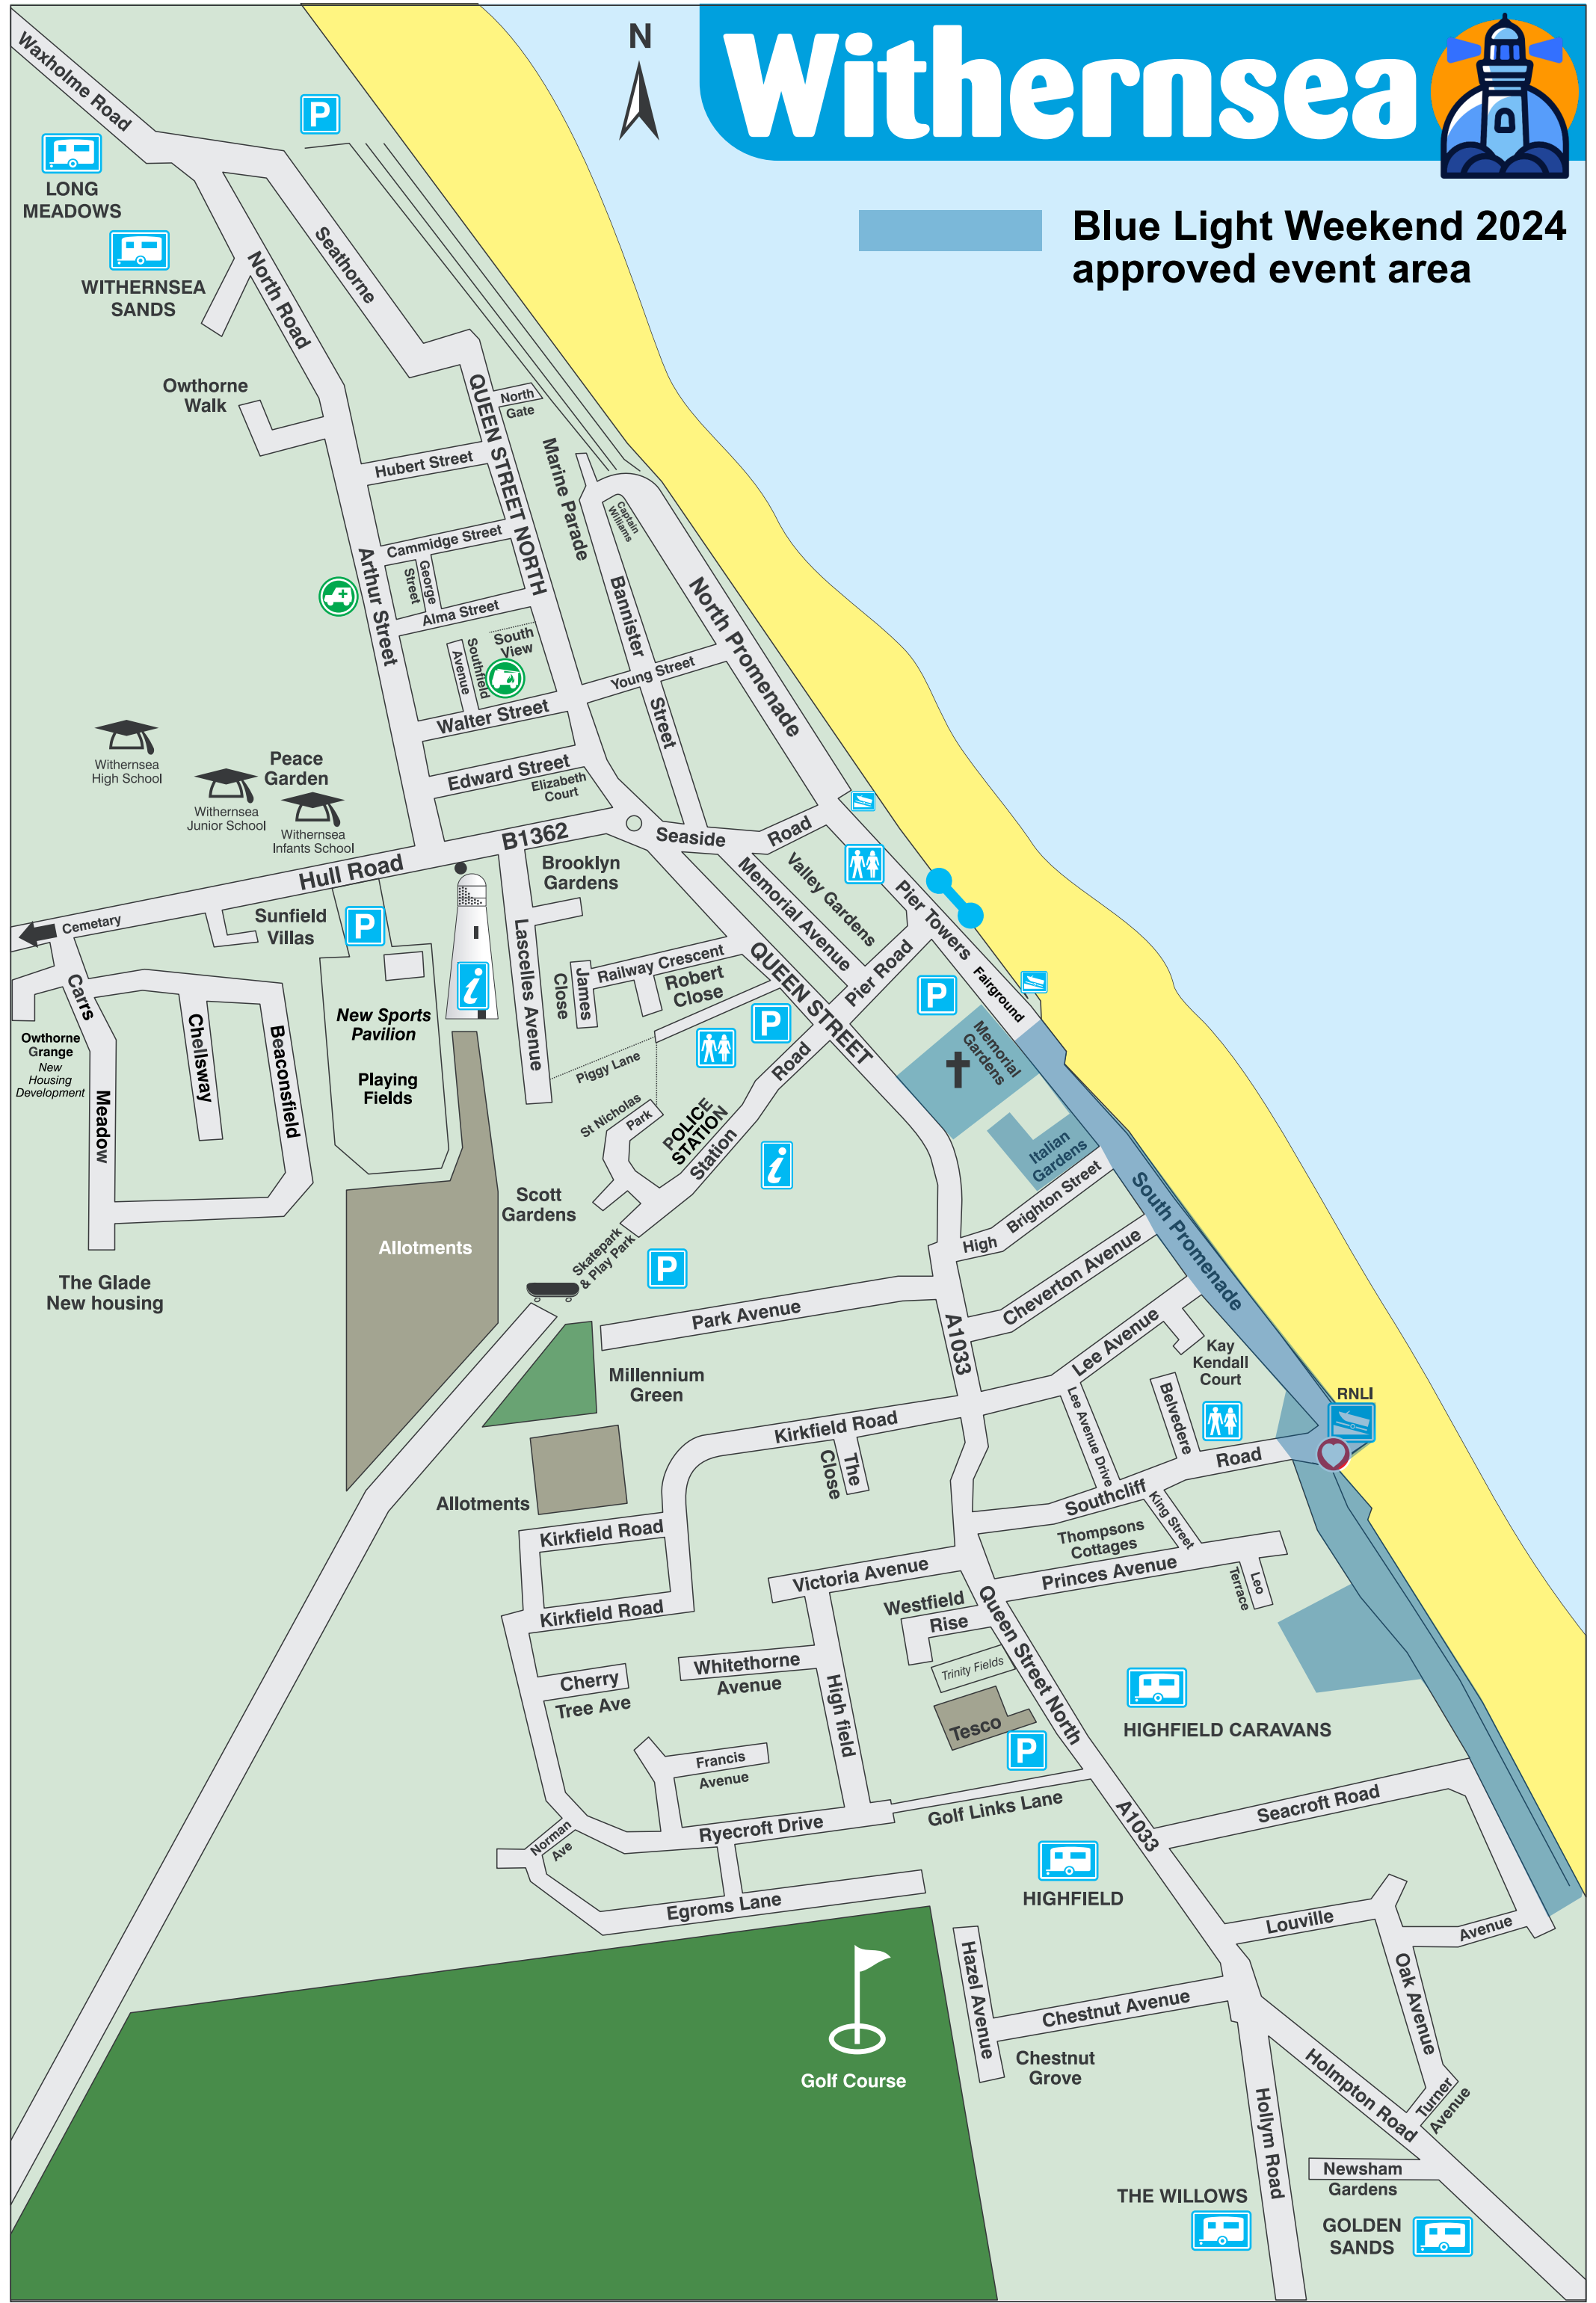 Withernsea
N
Blue Light Weekend 2024
approved event area
Waxholme Road
P
LONG
MEADOWS
WITHERNSEA
SANDS
Seathorne
North Road
Owthorne
Walk
North
Gate
QUEEN STREET NORTH
Hubert Street
Marine Parade
Captain
Williams
Cammidge Street
George
Street
Arthur Street
Alma Street
Bannister
Street
North Promenade
South
View
Southfield
Avenue
Young Street
Walter Street
Withernsea
High School
Peace
Garden
Withernsea
Junior School
Withernsea
Infants School
Edward Street
Elizabeth
Court
B1362
Hull Road
Seaside
Road
Brooklyn
Gardens
Memorial Avenue
Valley Gardens
Pier Towers
Cemetary
Sunfield
Villas
P
Lascelles Avenue
QUEEN STREET
Pier Road
Fairground
P
Carrs
Meadow
Chellsway
Beaconsfield
Owthorne
Grange
New
Housing
Development
New Sports
Pavilion
Playing
Fields
i
James
Close
Railway Crescent
Robert
Close
P
Memorial
Gardens
Piggy Lane
Road
Station
St Nicholas
Park
POLICE
STATION
i
Italian
Gardens
High
Brighton Street
South Promenade
Scott
Gardens
Allotments
The Glade
New housing
Skatepark
& Play Park
P
Cheverton Avenue
Park Avenue
A1033
Lee Avenue
Kay
Kendall
Court
Millennium
Green
Lee Avenue Drive
Belvedere
RNLI
Kirkfield Road
The
Close
Road
Southcliff
King Street
Allotments
Kirkfield Road
Thompsons
Cottages
Princes Avenue
Leo
Terrace
Victoria Avenue
Kirkfield Road
Westfield
Rise
Queen Street North
Trinity Fields
Whitethorne
Avenue
Cherry
Tree Ave
High field
Tesco
P
HIGHFIELD CARAVANS
Francis
Avenue
Golf Links Lane
Seacroft Road
A1033
Ryecroft Drive
Norman
Ave
HIGHFIELD
Egroms Lane
Louville
Avenue
Hazel Avenue
Oak Avenue
Chestnut Avenue
Chestnut
Grove
Golf Course
Holmpton Road
Turner
Avenue
Hollym Road
Newsham
Gardens
THE WILLOWS
GOLDEN
SANDS